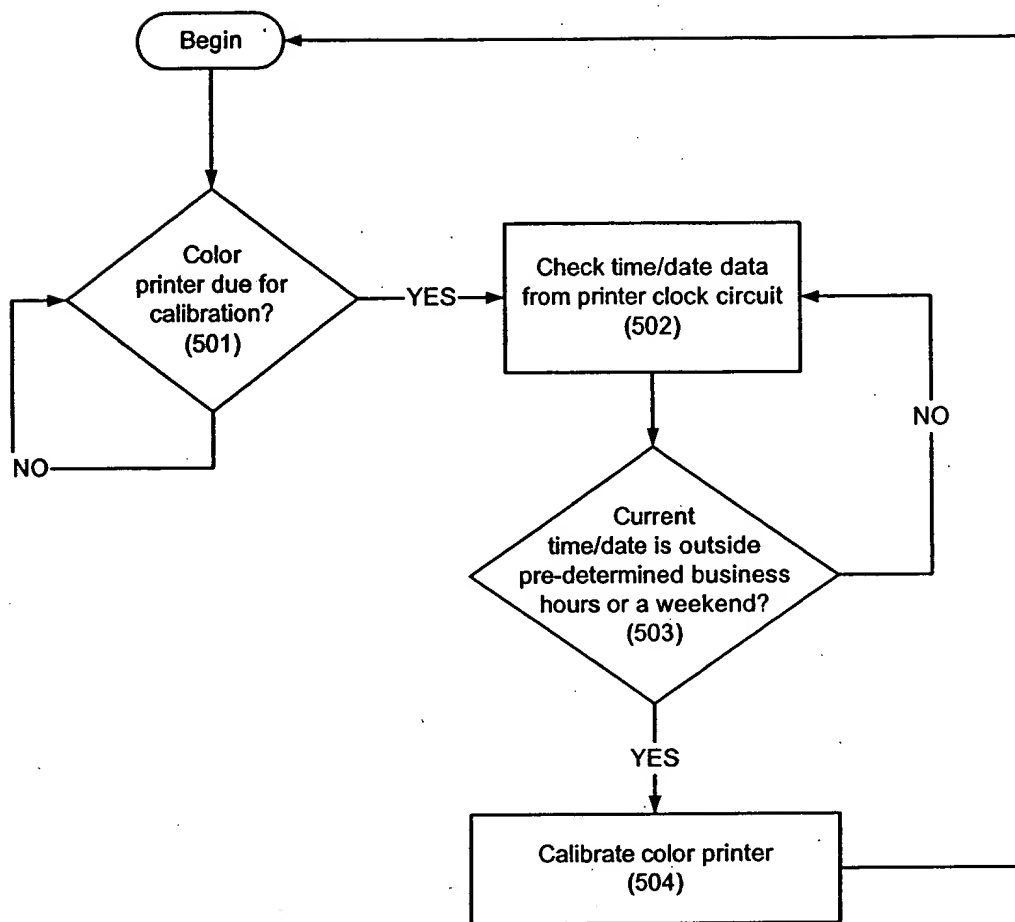 Begin
Color
printer due for
calibration?
(501)
YES
Check time/date data
from printer clock circuit
(502)
NO
NO
Current
time/date is outside
pre-determined business
hours or a weekend?
(503)
YES
Calibrate color printer
(504)